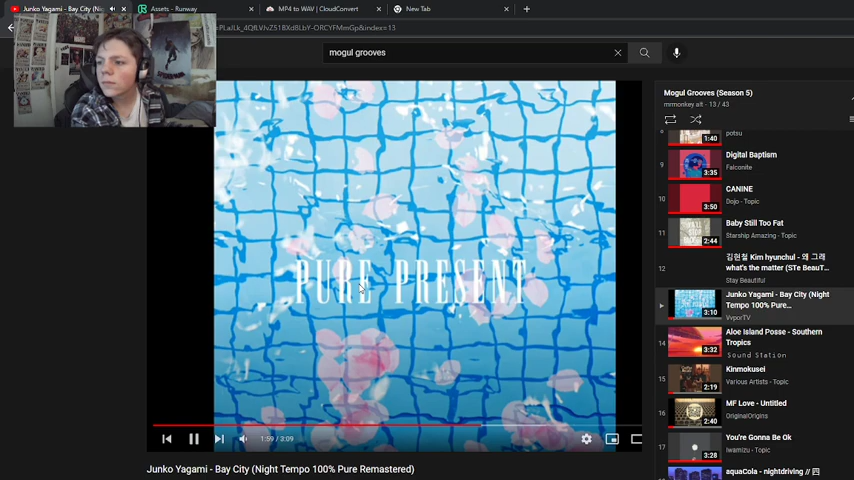 Junko Yagami - Bay City (Nig
Assets - Runway
MP4 to WAV | CloudConvert
New Tab
mogul grooves
Mogul Grooves (Season 5)
mrmonkey alt - 13 / 43
8
potsu
1:40
9
Digital Baptism
Falconite
3:35
10
CANINE
Dojo - Topic
3:50
11
Baby Still Too Fat
Starship Amazing - Topic
2:44
12
김현철 Kim hyunchul - 왜 그래
what's the matter (STe BeauT...
Stay Beautiful
Junko Yagami - Bay City (Night
Tempo 100% Pure...
VvporTV
3:10
14
Aloe Island Posse - Southern
Tropics
Sound Station
3:32
15
Kinmokusei
Various Artists - Topic
2:19
16
MF Love - Untitled
OriginalOrigins
2:40
17
You're Gonna Be Ok
Iwamizu - Topic
3:28
aquaCola - nightdriving // 四
PURE PRESENT
1:59 / 3:09
Junko Yagami - Bay City (Night Tempo 100% Pure Remastered)